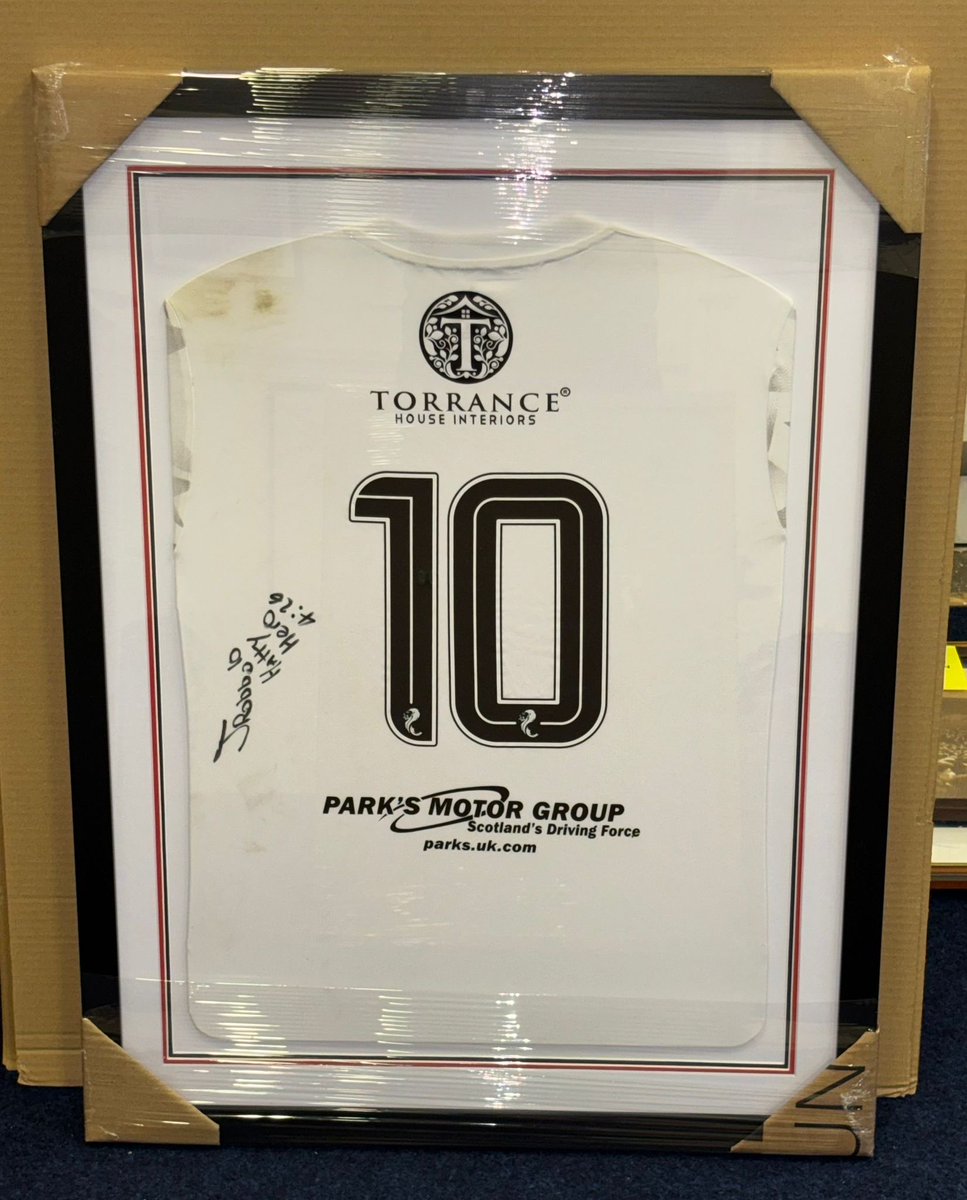 T
TORRANCE®
HOUSE INTERIORS
10
Hatty
Hero
4:26
PARK'S MOTOR GROUP
Scotland's Driving Force
parks.uk.com